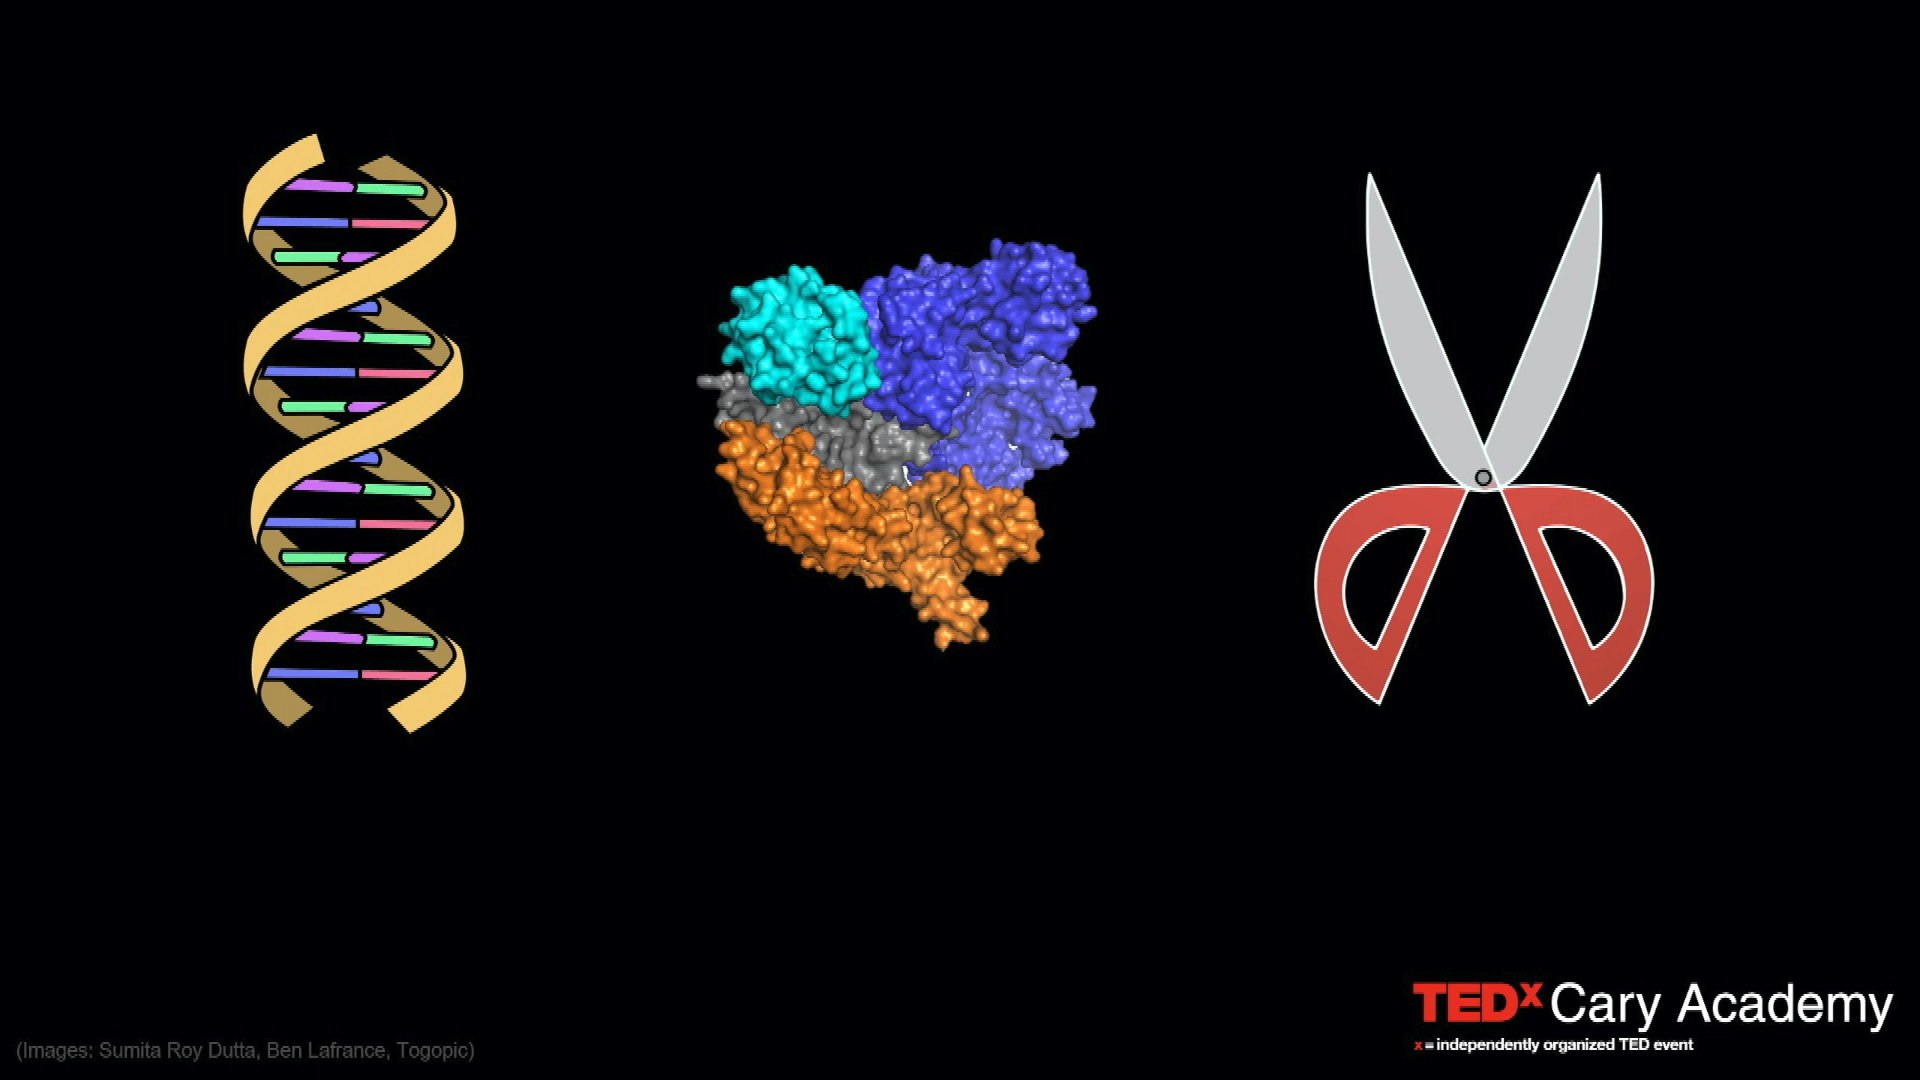 TEDx Cary Academy
x = independently organized TED event
(Images: Sumita Roy Dutta, Ben Lafrance, Togopic)